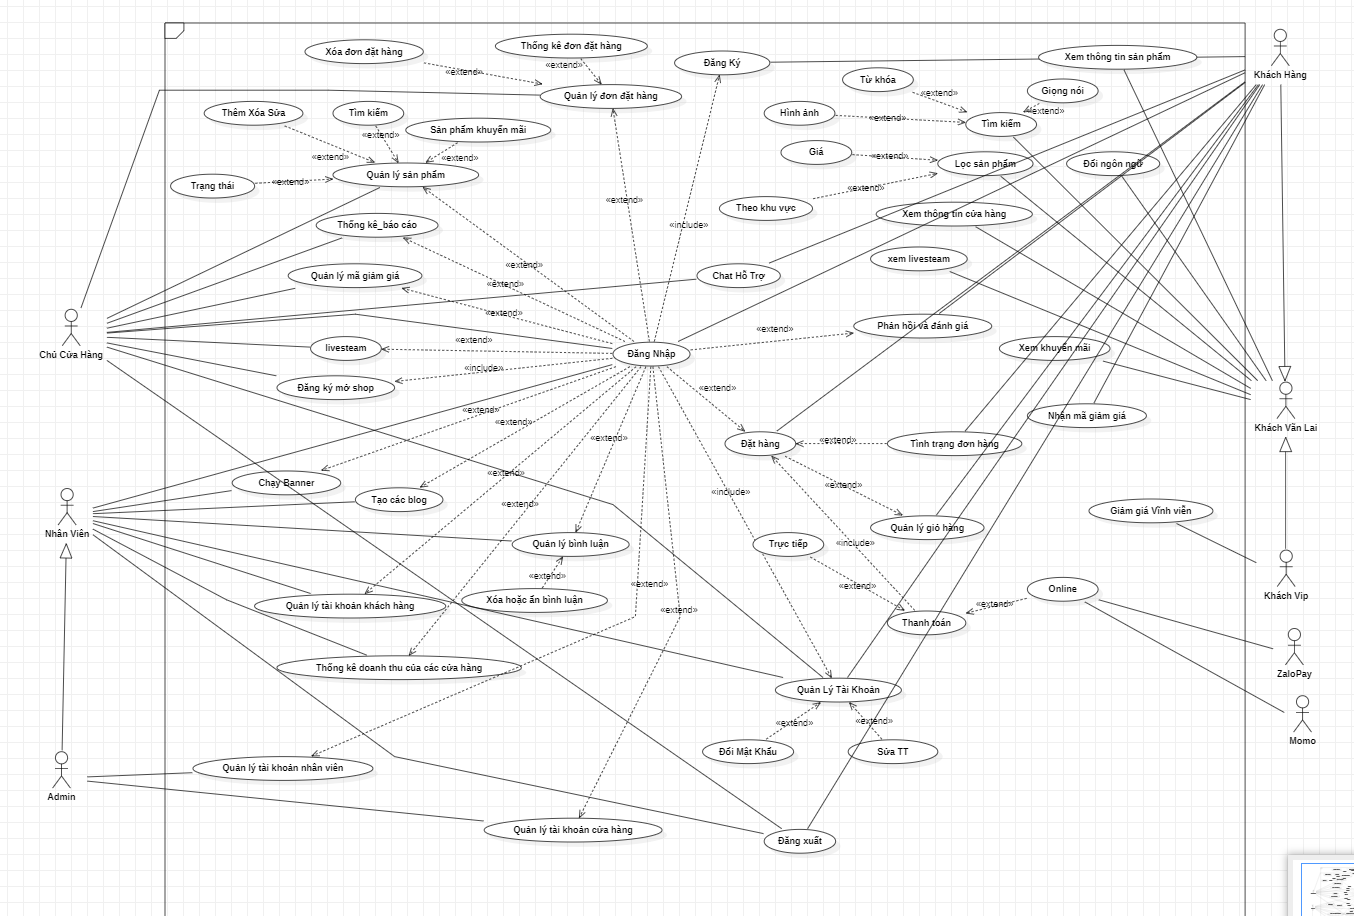 Xóa đơn đặt hàng
Thống kê đơn đặt hàng
«extend»
«extend»
Đăng Ký
Xem thông tin sản phẩm
Khách Hàng
Quản lý đơn đặt hàng
Từ khóa
«extend»
Giọng nói
«extend»
Thêm Xóa Sửa
Tìm kiếm
«extend»
Sản phẩm khuyến mãi
Hình ảnh
«extend»
Tìm kiếm
«extend»
«extend»
Giá
«extend»
Lọc sản phẩm
Đổi ngôn ngữ
Trạng thái
«extend»
Quản lý sản phẩm
«extend»
Theo khu vực
«extend»
Xem thông tin cửa hàng
Thống kê_báo cáo
«include»
«extend»
Quản lý mã giảm giá
«extend»
Chat Hỗ Trợ
xem livesteam
«extend»
Chủ Cửa Hàng
livesteam
«extend»
Đăng Nhập
«extend»
Phản hồi và đánh giá
Xem khuyến mãi
«include»
Đăng ký mở shop
«extend»
«extend»
«extend»
«extend»
Nhận mã giảm giá
Khách Vãn Lai
Đặt hàng
«extend»
Tình trạng đơn hàng
Chạy Banner
«extend»
«extend»
«include»
Tạo các blog
«extend»
Giảm giá Vĩnh viễn
Nhân Viên
Quản lý giỏ hàng
Quản lý bình luận
Trực tiếp
«include»
«extend»
«extend»
«extend»
Online
Khách Vip
Quản lý tài khoản khách hàng
Xóa hoặc ẩn bình luận
«extend»
«extend»
Thanh toán
Thống kê doanh thu của các cửa hàng
ZaloPay
Quản Lý Tài Khoản
«extend»
«extend»
Momo
Đổi Mật Khẩu
Sửa TT
Quản lý tài khoản nhân viên
Admin
Quản lý tài khoản cửa hàng
Đăng xuất